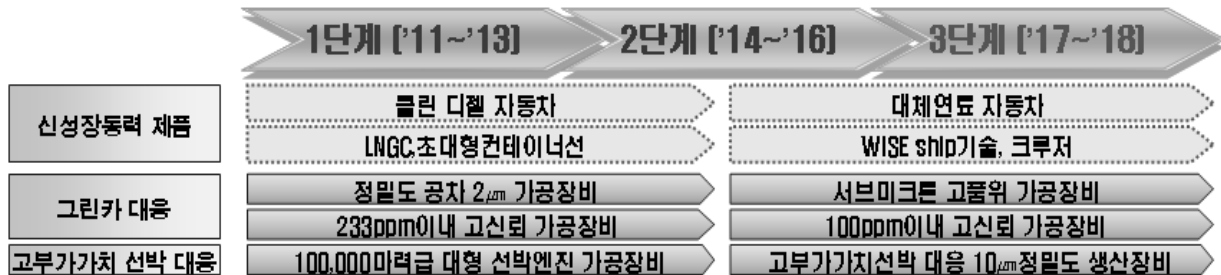 1단계 ('11~'13)
2단계 ('14~'16)
3단계 ('17~'18)
신성장동력 제품
클린 디젤 자동차
대체연료 자동차
LNGC,초대형컨테이너선
WISE ship기술, 크루저
그린카 대응
정밀도 공차 2㎛ 가공장비
서브미크론 고품위 가공장비
233ppm이내 고신뢰 가공장비
100ppm이내 고신뢰 가공장비
고부가가치 선박 대응
100,000마력급 대형 선박엔진 가공장비
고부가가치선박 대응 10㎛정밀도 생산장비